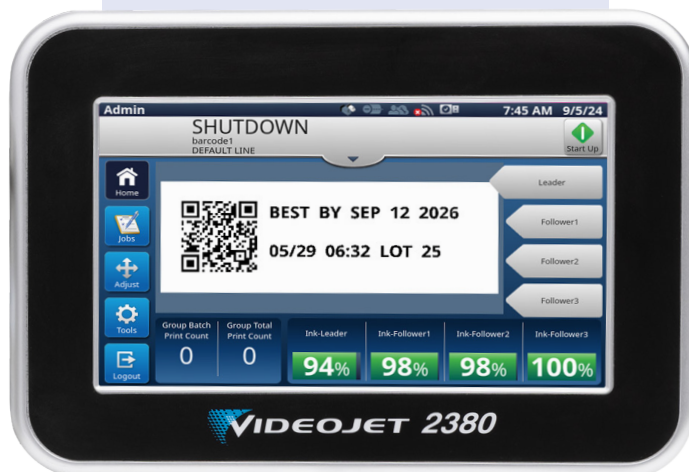 Admin
7:45 AM 9/5/24
SHUTDOWN
barcode1
DEFAULT LINE
Start Up
Home
Jobs
Adjust
Tools
Logout
BEST BY SEP 12 2026
05/29 06:32 LOT 25
Leader
Follower1
Follower2
Follower3
Group Batch
Print Count
0
Group Total
Print Count
0
Ink-Leader
94%
Ink-Follower1
98%
Ink-Follower2
98%
Ink-Follower3
100%
VIDEOJET 2380